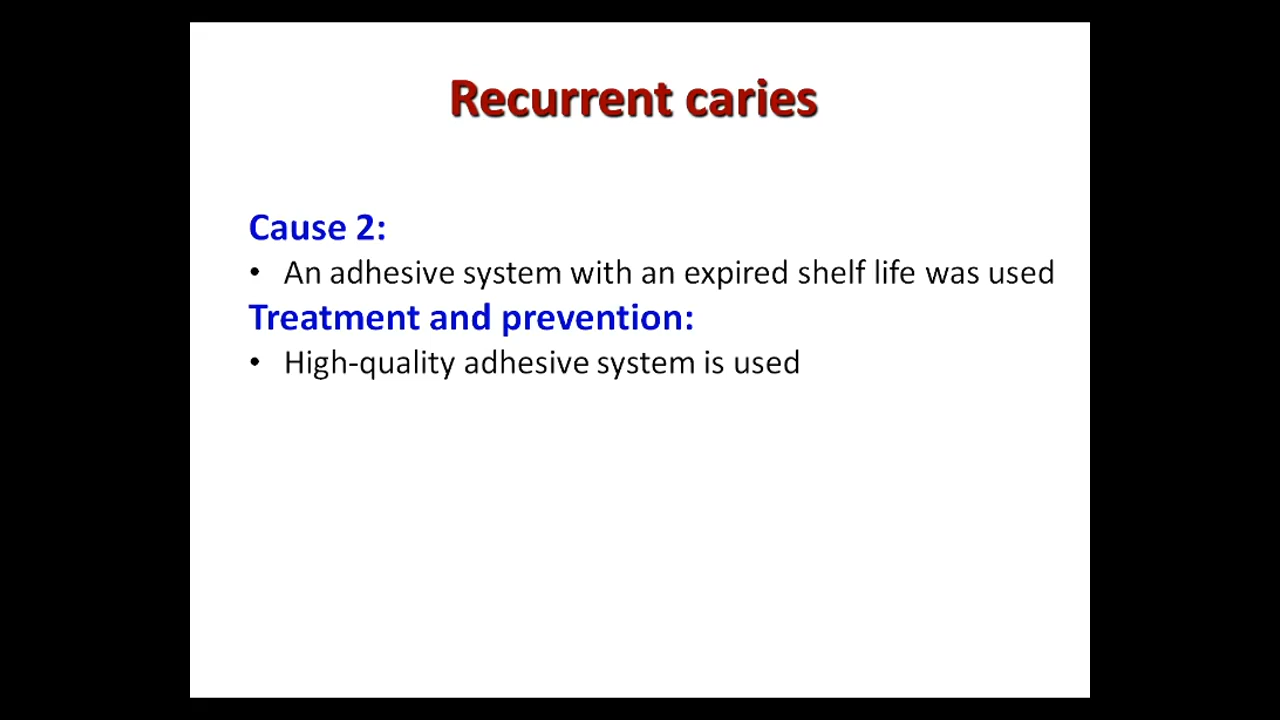 Recurrent caries
Cause 2:
• An adhesive system with an expired shelf life was used
Treatment and prevention:
• High-quality adhesive system is used